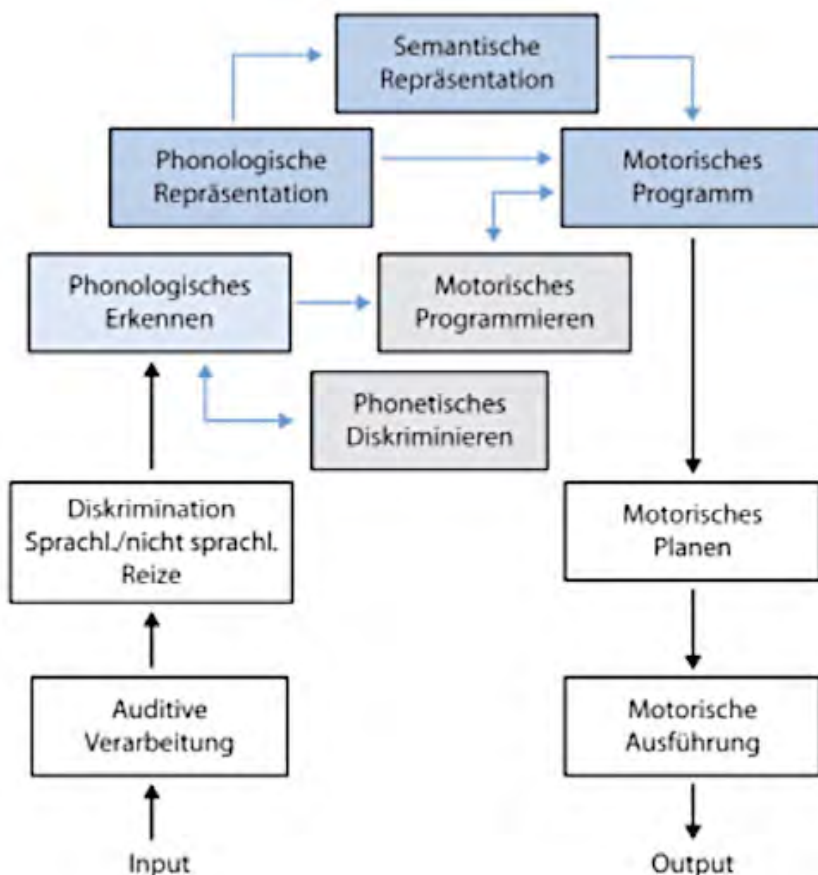 Semantische
Repräsentation
Phonologische
Repräsentation
Motorisches
Programm
Phonologisches
Erkennen
Motorisches
Programmieren
Phonetisches
Diskriminieren
Diskrimination
Sprachl./nicht sprachl.
Reize
Motorisches
Planen
Auditive
Verarbeitung
Motorische
Ausführung
Input
Output